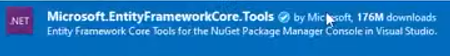 .NET
Microsoft.EntityFrameworkCore.Tools by Microsoft, 176M downloads
Entity Framework Core Tools for the NuGet Package Manager Console in Visual Studio.